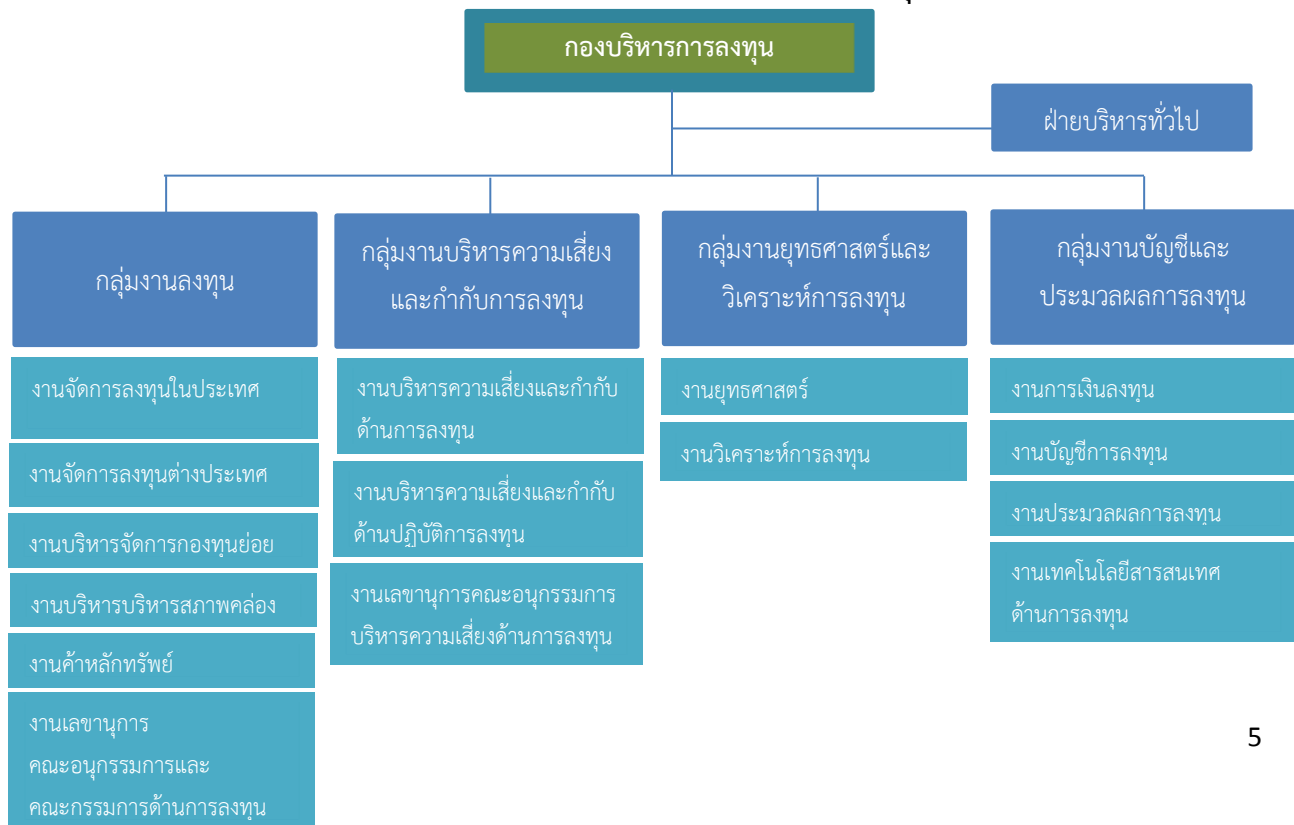 กองบริหารการลงทุน
ฝ่ายบริหารทั่วไป
กลุ่มงานลงทุน
งานจัดการลงทุนในประเทศ
งานจัดการลงทุนต่างประเทศ
งานบริหารจัดการกองทุนย่อย
งานบริหารบริหารสภาพคล่อง
งานค้าหลักทรัพย์
งานเลขานุการ
คณะอนุกรรมการและ
คณะกรรมการด้านการลงทุน
กลุ่มงานบริหารความเสี่ยง
และกำกับการลงทุน
งานบริหารความเสี่ยงและกำกับ
ด้านการลงทุน
งานบริหารความเสี่ยงและกำกับ
ด้านปฏิบัติการลงทุน
งานเลขานุการคณะอนุกรรมการ
บริหารความเสี่ยงด้านการลงทุน
กลุ่มงานยุทธศาสตร์และ
วิเคราะห์การลงทุน
งานยุทธศาสตร์
งานวิเคราะห์การลงทุน
กลุ่มงานบัญชีและ
ประมวลผลการลงทุน
งานการเงินลงทุน
งานบัญชีการลงทุน
งานประมวลผลการลงทุน
งานเทคโนโลยีสารสนเทศ
ด้านการลงทุน
5